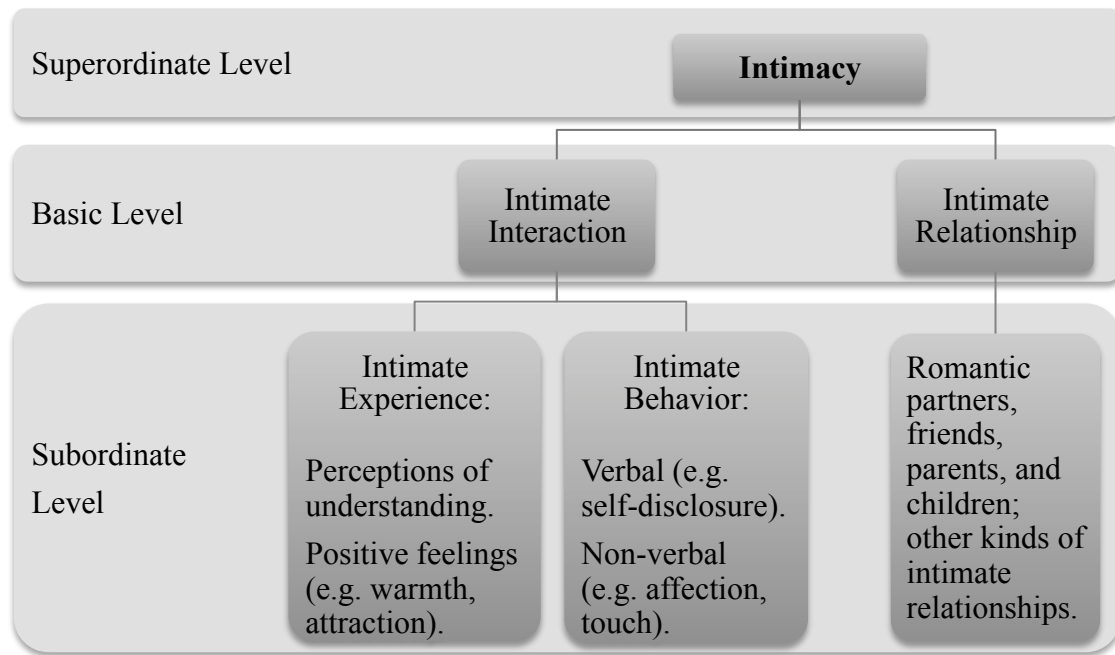 Superordinate Level
Intimacy
Basic Level
Intimate
Interaction
Intimate
Relationship
Subordinate
Level
Intimate
Experience:
Perceptions of
understanding.
Positive feelings
(e.g. warmth,
attraction).
Intimate
Behavior:
Verbal (e.g.
self-disclosure).
Non-verbal
(e.g. affection,
touch).
Romantic
partners,
friends,
parents, and
children;
other kinds of
intimate
relationships.